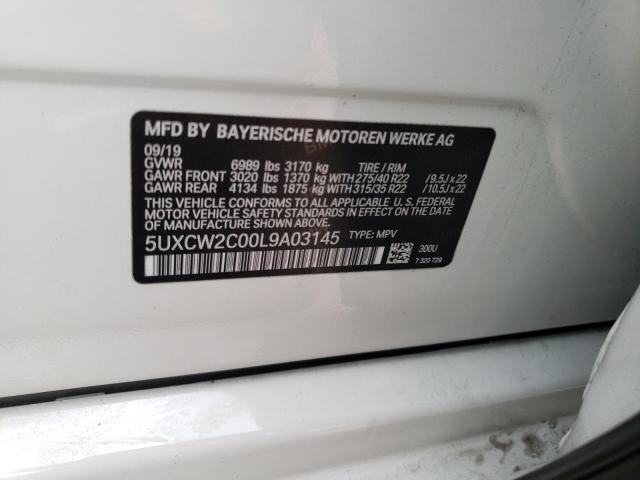 MFD BY BAYERISCHE MOTOREN WERKE AG
09/19
GVWR 6989 lbs 3170 kg TIRE / RIM
GAWR FRONT 3020 lbs 1370 kg WITH 275/40 R22 / 9.5J x 22
GAWR REAR 4134 lbs 1875 kg WITH 315/35 R22 / 10.5J x 22
THIS VEHICLE CONFORMS TO ALL APPLICABLE U. S. FEDERAL
MOTOR VEHICLE SAFETY STANDARDS IN EFFECT ON THE DATE
OF MANUFACTURE SHOWN ABOVE.
5UXCW2C00L9A03145 TYPE: MPV
300U
7 320 729